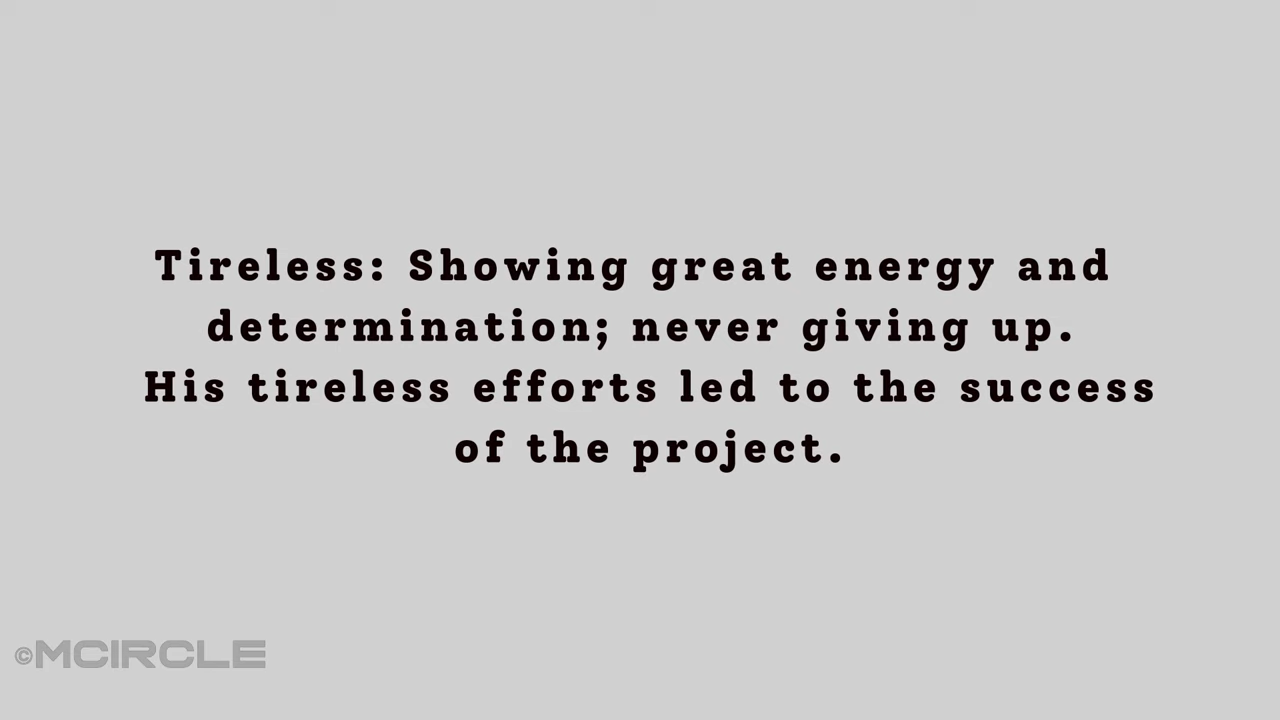 Tireless: Showing great energy and
determination; never giving up.
His tireless efforts led to the success
of the project.
©MCIRCLE